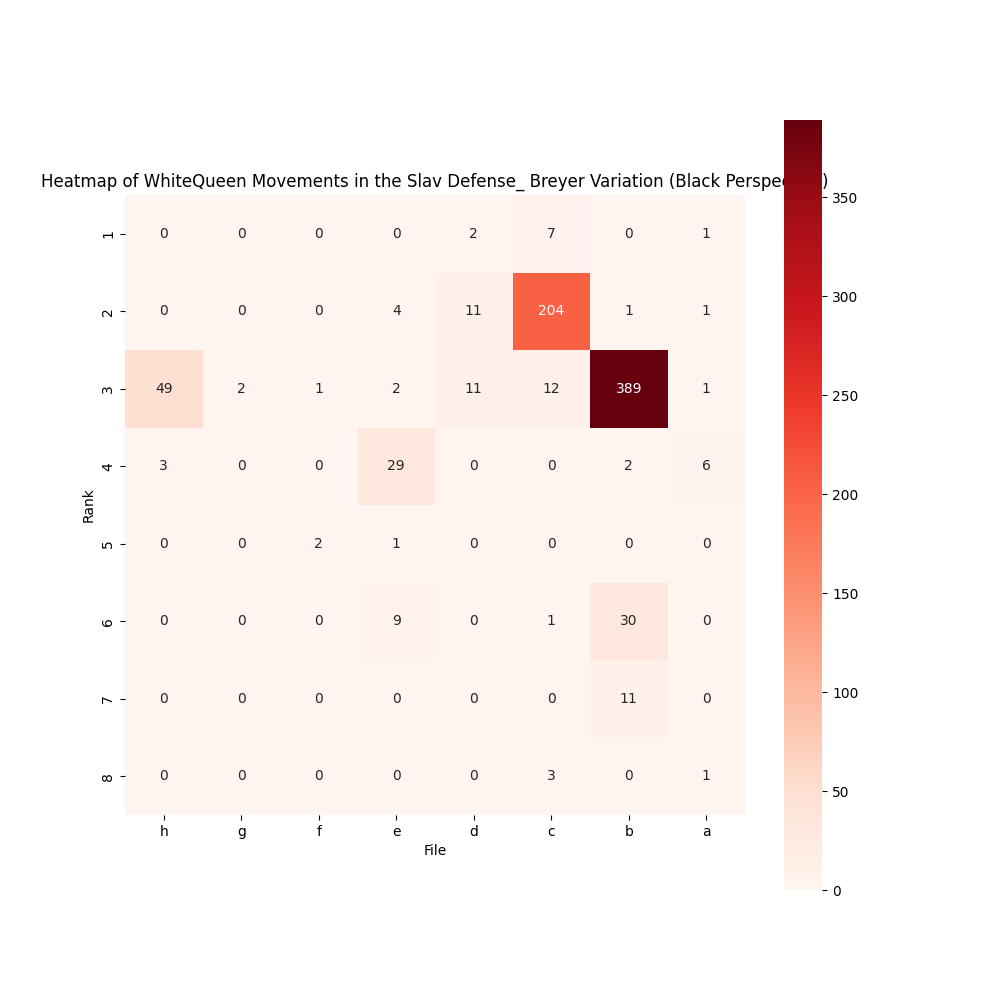 Heatmap of WhiteQueen Movements in the Slav Defense_ Breyer Variation (Black Perspe )
1 0 0 0 0 2 7 0 1
2 0 0 0 4 11 204 1 1
3 49 2 1 2 11 12 389 1
4 3 0 0 29 0 0 2 6
5 0 0 2 1 0 0 0 0
6 0 0 0 9 0 1 30 0
7 0 0 0 0 0 0 11 0
8 0 0 0 0 0 3 0 1
h g f e d c b a
Rank
File
350
300
250
200
150
100
50
0